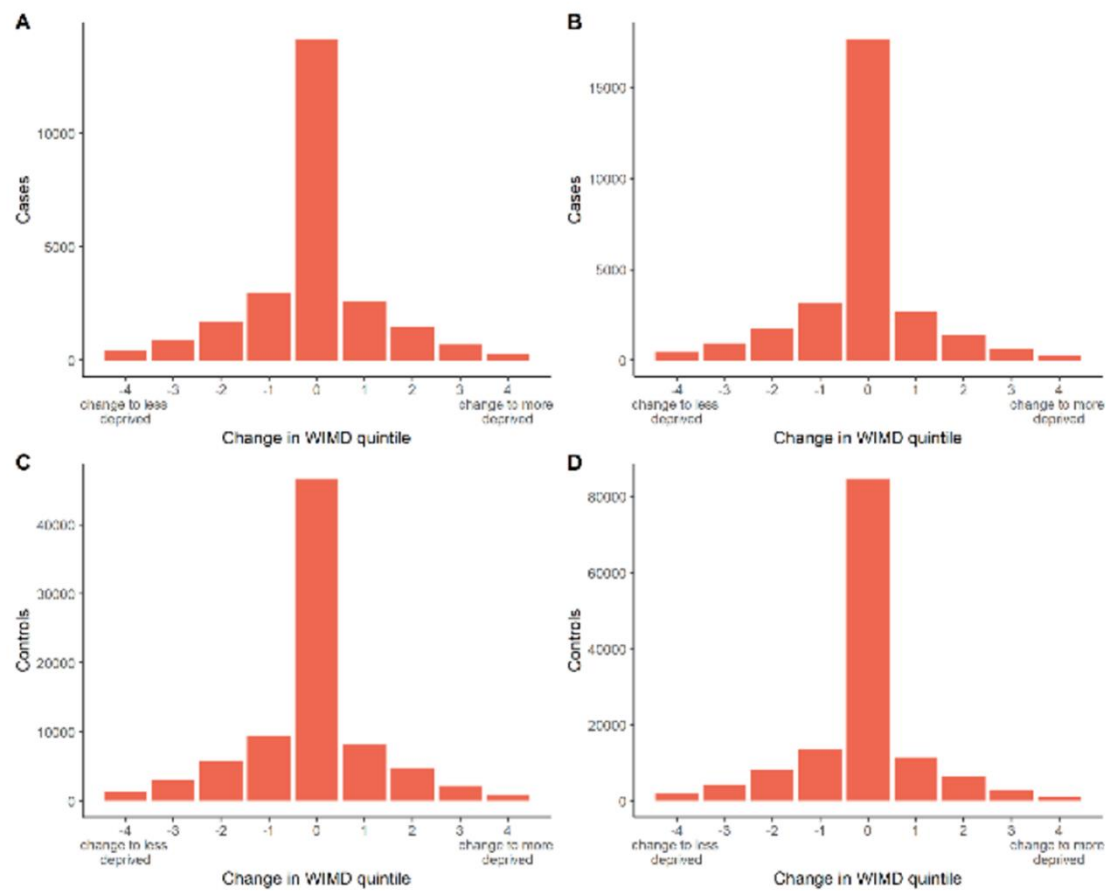 A
Cases
10000
5000
0
-4 -3 -2 -1 0 1 2 3 4
change to less deprived
change to more deprived
Change in WIMD quintile
B
Cases
15000
10000
5000
0
-4 -3 -2 -1 0 1 2 3 4
change to less deprived
change to more deprived
Change in WIMD quintile
C
Controls
40000
30000
20000
10000
0
-4 -3 -2 -1 0 1 2 3 4
change to less deprived
change to more deprived
Change in WIMD quintile
D
Controls
80000
60000
40000
20000
0
-4 -3 -2 -1 0 1 2 3 4
change to less deprived
change to more deprived
Change in WIMD quintile